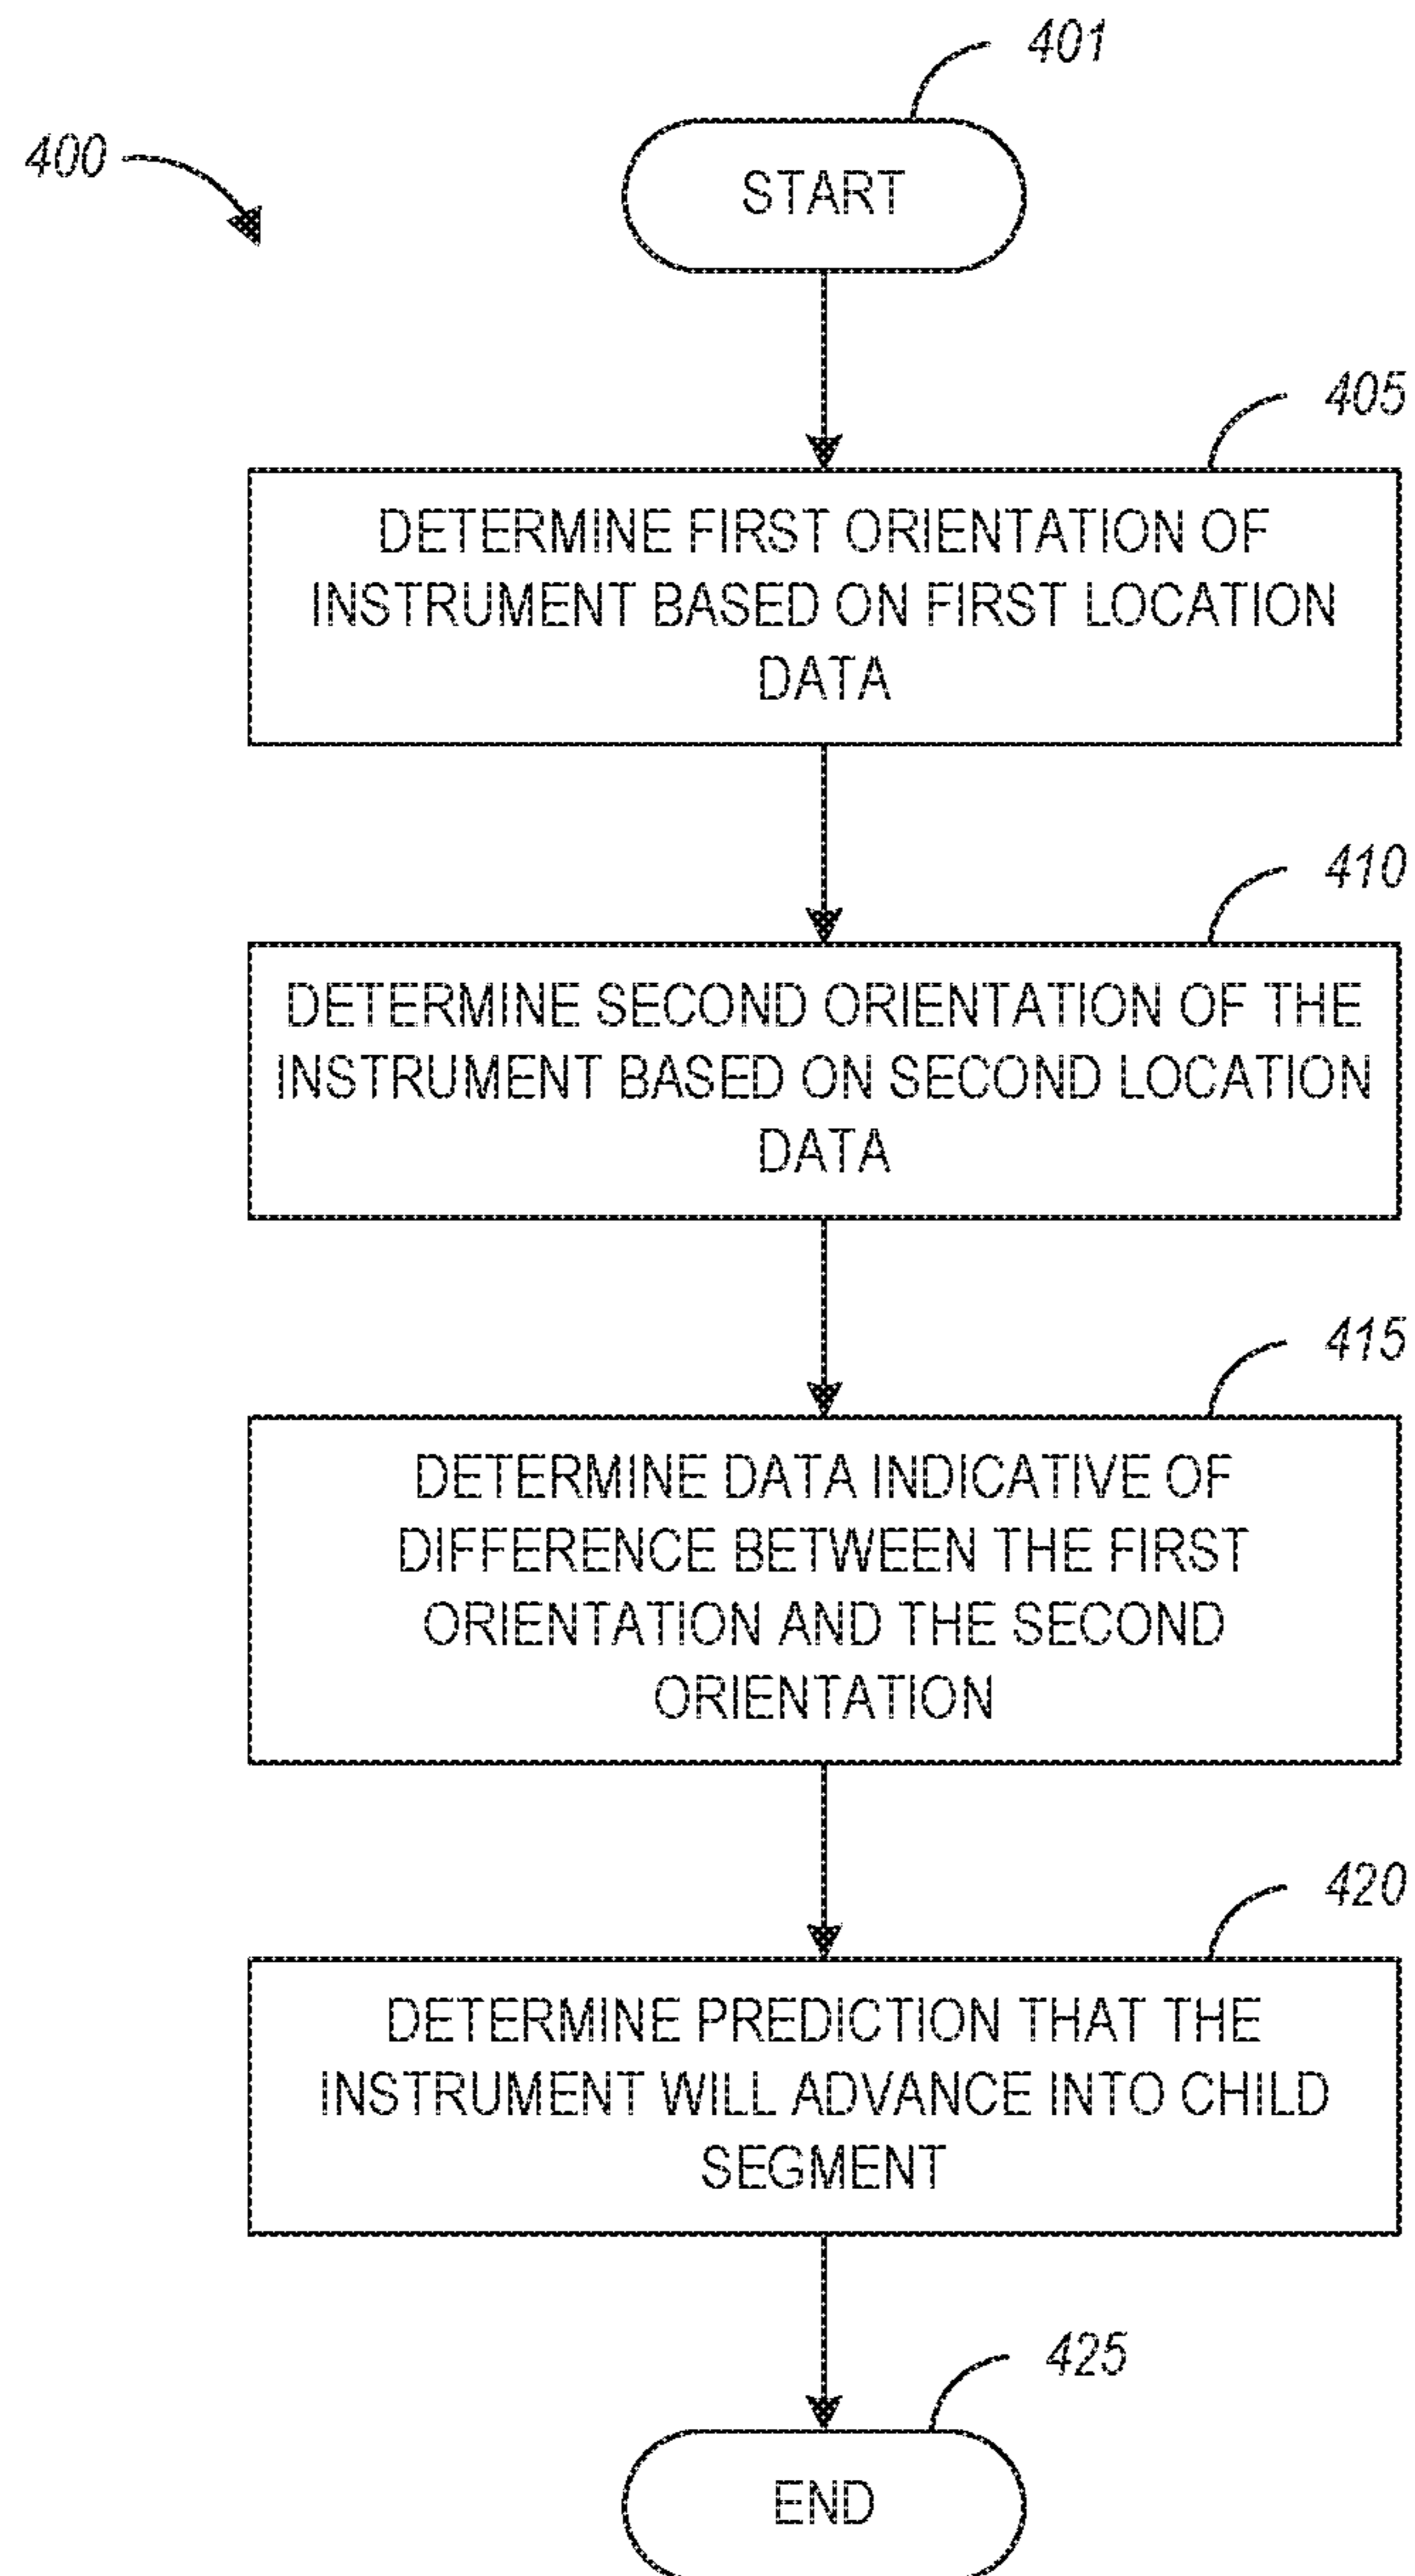 401
400
START
405
DETERMINE FIRST ORIENTATION OF
INSTRUMENT BASED ON FIRST LOCATION
DATA
410
DETERMINE SECOND ORIENTATION OF THE
INSTRUMENT BASED ON SECOND LOCATION
DATA
415
DETERMINE DATA INDICATIVE OF
DIFFERENCE BETWEEN THE FIRST
ORIENTATION AND THE SECOND
ORIENTATION
420
DETERMINE PREDICTION THAT THE
INSTRUMENT WILL ADVANCE INTO CHILD
SEGMENT
425
END